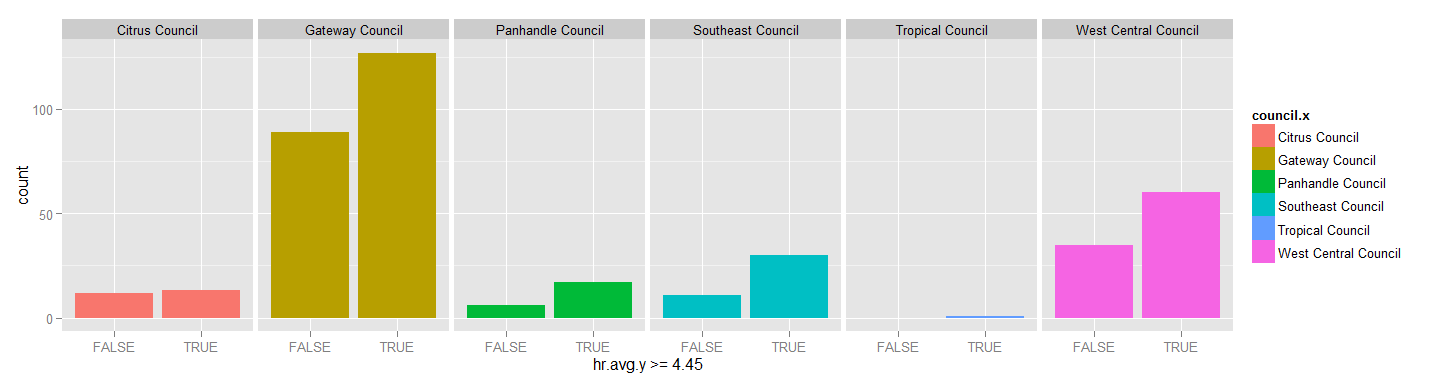 Citrus Council
Gateway Council
Panhandle Council
Southeast Council
Tropical Council
West Central Council
100
50
0
count
FALSE TRUE FALSE TRUE FALSE TRUE FALSE TRUE FALSE TRUE FALSE TRUE
hr.avg.y >= 4.45
council.x
Citrus Council
Gateway Council
Panhandle Council
Southeast Council
Tropical Council
West Central Council